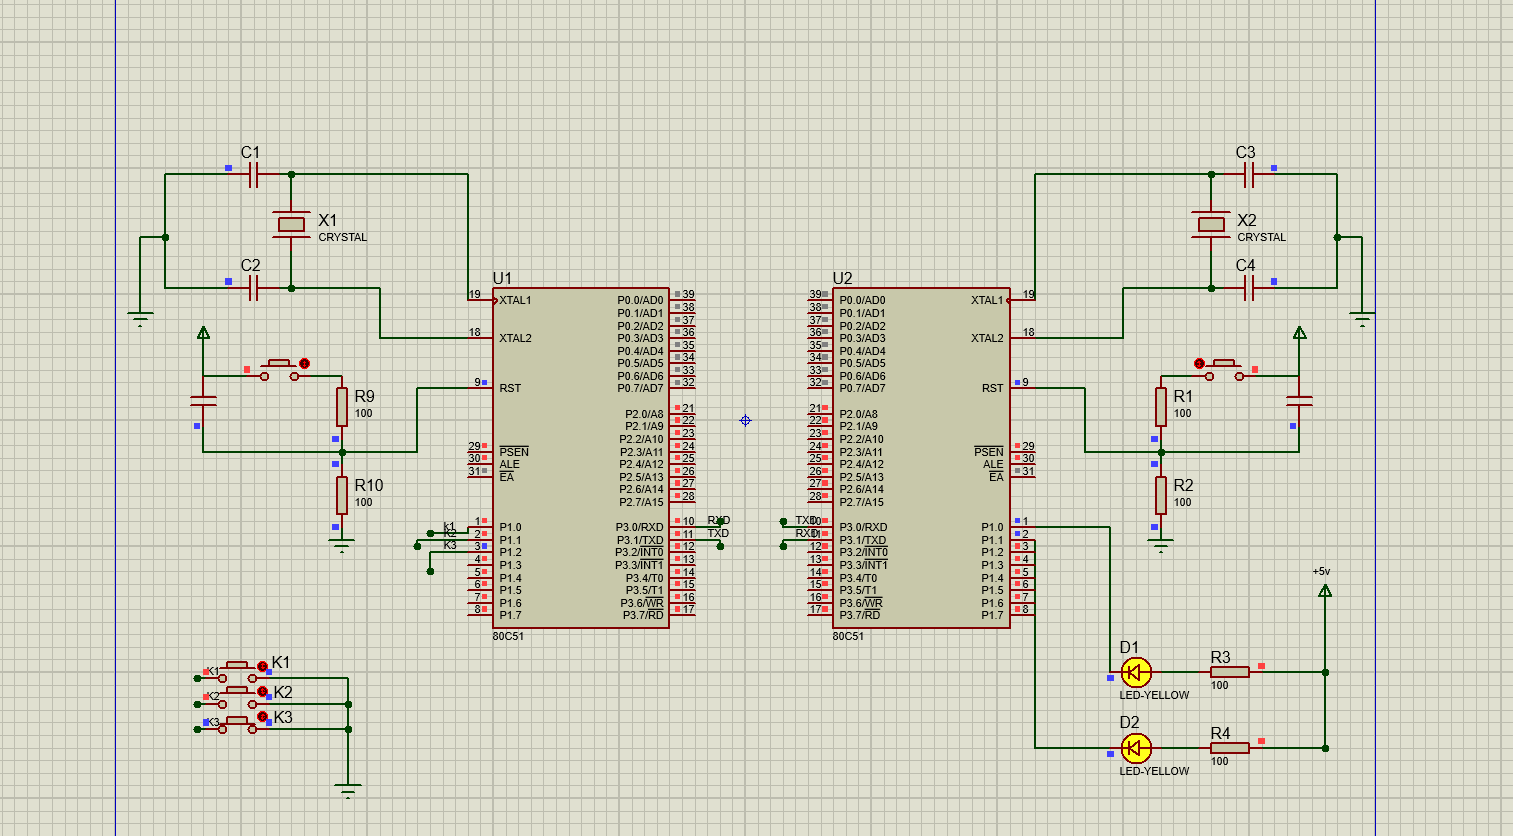 C1
X1
CRYSTAL
C2
C3
X2
CRYSTAL
C4
U1
19 XTAL1
18 XTAL2
9 RST
29 PSEN
30 ALE
31 EA
1 P1.0
2 P1.1
3 P1.2
4 P1.3
5 P1.4
6 P1.5
7 P1.6
8 P1.7
P0.0/AD0 39
P0.1/AD1 38
P0.2/AD2 37
P0.3/AD3 36
P0.4/AD4 35
P0.5/AD5 34
P0.6/AD6 33
P0.7/AD7 32
P2.0/A8 21
P2.1/A9 22
P2.2/A10 23
P2.3/A11 24
P2.4/A12 25
P2.5/A13 26
P2.6/A14 27
P2.7/A15 28
P3.0/RXD 10
P3.1/TXD 11
P3.2/INT0 12
P3.3/INT1 13
P3.4/T0 14
P3.5/T1 15
P3.6/WR 16
P3.7/RD 17
80C51
RXD
TXD
k1
K2
K3
R9
100
R10
100
U2
39 P0.0/AD0
38 P0.1/AD1
37 P0.2/AD2
36 P0.3/AD3
35 P0.4/AD4
34 P0.5/AD5
33 P0.6/AD6
32 P0.7/AD7
21 P2.0/A8
22 P2.1/A9
23 P2.2/A10
24 P2.3/A11
25 P2.4/A12
26 P2.5/A13
27 P2.6/A14
28 P2.7/A15
TXD 10 P3.0/RXD
RXD 11 P3.1/TXD
12 P3.2/INT0
13 P3.3/INT1
14 P3.4/T0
15 P3.5/T1
16 P3.6/WR
17 P3.7/RD
XTAL1 19
XTAL2 18
RST 9
PSEN 29
ALE 30
EA 31
P1.0 1
P1.1 2
P1.2 3
P1.3 4
P1.4 5
P1.5 6
P1.6 7
P1.7 8
80C51
R1
100
R2
100
+5v
D1
LED-YELLOW
R3
100
D2
LED-YELLOW
R4
100
K1 K1
K2 K2
K3 K3